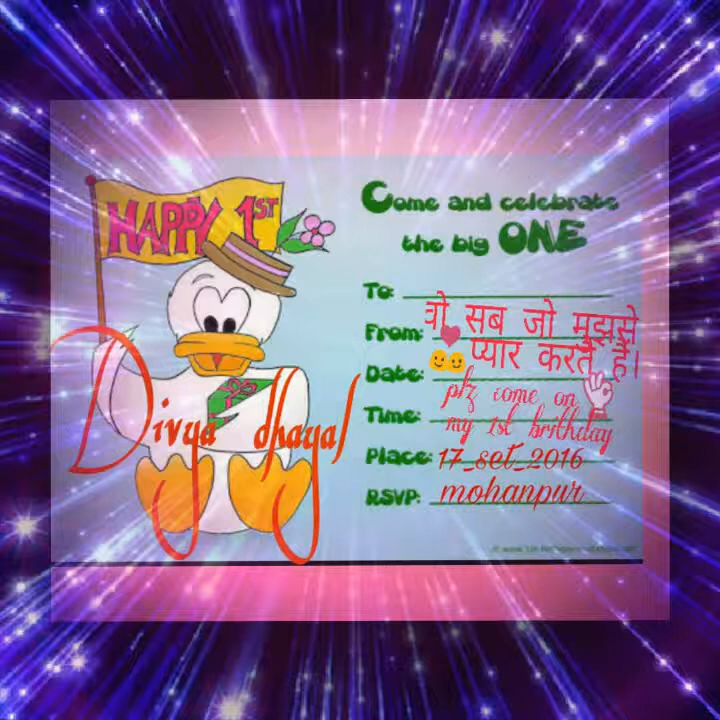 HAPPY 1ST
Come and celebrate
the big ONE
To:
वो सब जो मुझसे
From:
प्यार करते हैं।
Date:
plz come on
Time: my 1st brithday
Place: 17_set_2016
RSVP: mohanpur
Divya dhayal